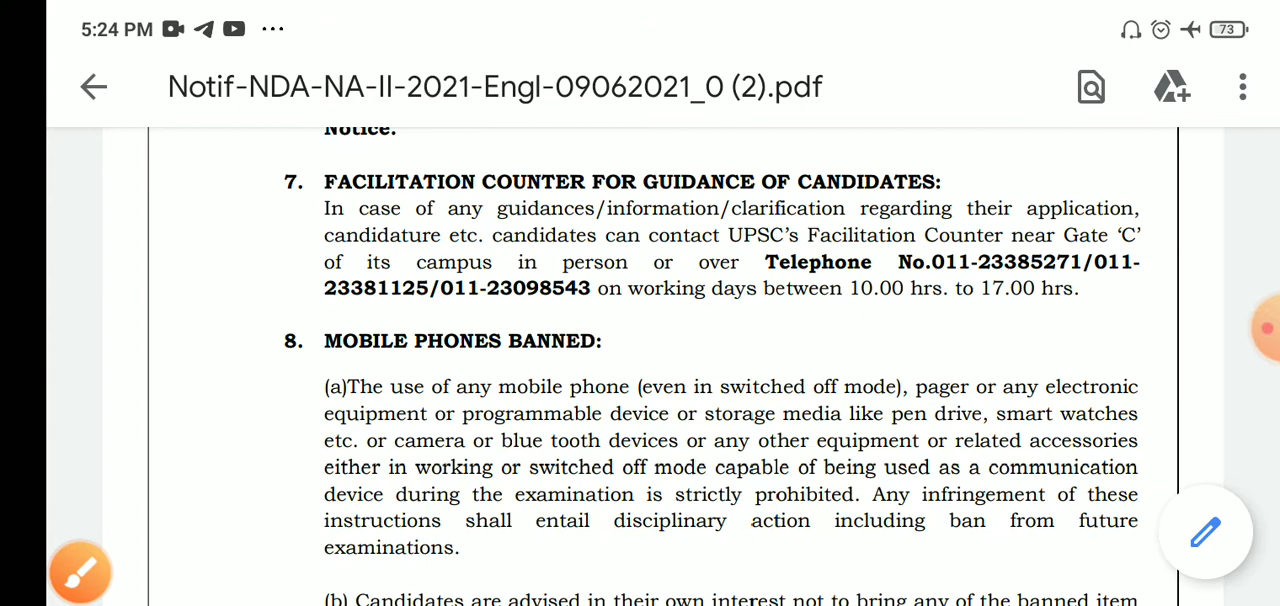 5:24 PM ...
73
Notif-NDA-NA-II-2021-Engl-09062021_0 (2).pdf
Notice.
7. FACILITATION COUNTER FOR GUIDANCE OF CANDIDATES:
In case of any guidances/information/clarification regarding their application,
candidature etc. candidates can contact UPSC's Facilitation Counter near Gate 'C'
of its campus in person or over Telephone No.011-23385271/011-
23381125/011-23098543 on working days between 10.00 hrs. to 17.00 hrs.
8. MOBILE PHONES BANNED:
(a)The use of any mobile phone (even in switched off mode), pager or any electronic
equipment or programmable device or storage media like pen drive, smart watches
etc. or camera or blue tooth devices or any other equipment or related accessories
either in working or switched off mode capable of being used as a communication
device during the examination is strictly prohibited. Any infringement of these
instructions shall entail disciplinary action including ban from future
examinations.
(b) Candidates are advised in their own interest not to bring any of the banned item